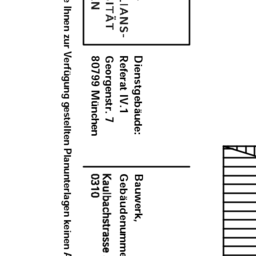 LIANS-
ITÄT
N
Dienstgebäude:
Referat IV.1
Georgenstr. 7
80799 München
Bauwerk,
Gebäudenumme
Kaulbachstrasse
0310
e Ihnen zur Verfügung gestellten Planunterlagen keinen A